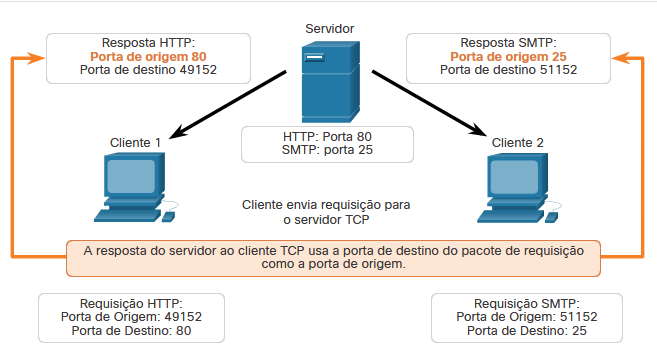 Servidor
Resposta HTTP:
Porta de origem 80
Porta de destino 49152
Resposta SMTP:
Porta de origem 25
Porta de destino 51152
HTTP: Porta 80
SMTP: porta 25
Cliente 1
Cliente 2
Cliente envia requisição para
o servidor TCP
A resposta do servidor ao cliente TCP usa a porta de destino do pacote de requisição
como a porta de origem.
Requisição HTTP:
Porta de Origem: 49152
Porta de Destino: 80
Requisição SMTP:
Porta de Origem: 51152
Porta de Destino: 25